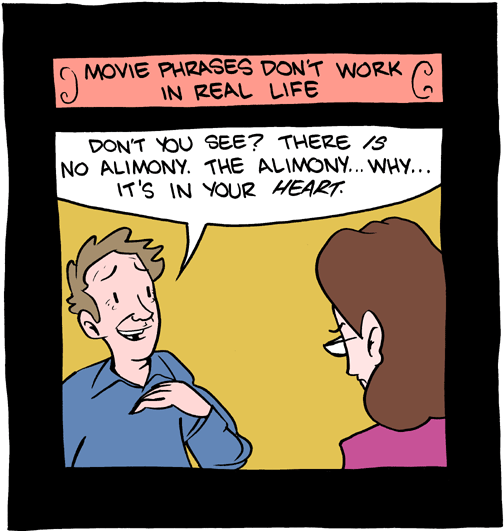 MOVIE PHRASES DON'T WORK
IN REAL LIFE
DON'T YOU SEE? THERE IS
NO ALIMONY. THE ALIMONY... WHY...
IT'S IN YOUR HEART.